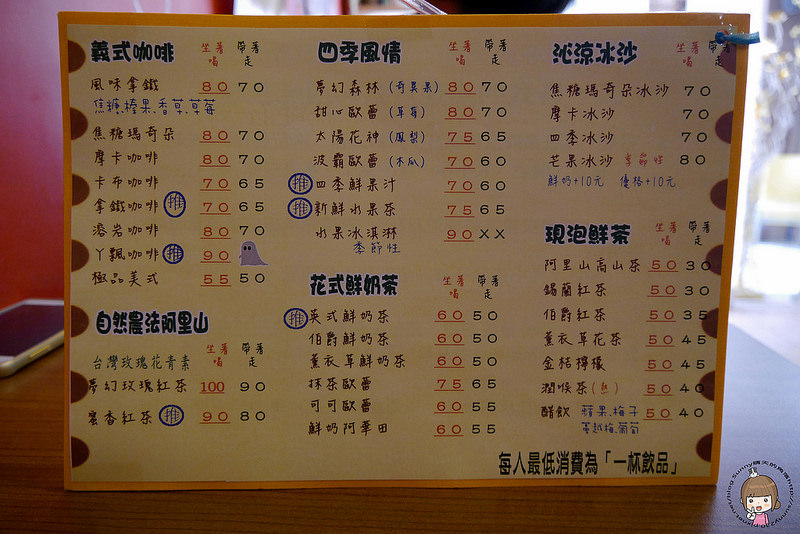 義式咖啡 坐著喝 帶著走
風味拿鐵 80 70
焦糖.榛果.香草.草莓
焦糖瑪奇朵 80 70
摩卡咖啡 80 70
卡布咖啡 70 65
拿鐵咖啡 推 70 65
溶岩咖啡 80 70
丫飄咖啡 推 90
極品美式 55 50
自然農法阿里山 坐著喝 帶著走
台灣玫瑰花青素
夢幻玫瑰紅茶 100 90
蜜香紅茶 推 90 80
四季風情 坐著喝 帶著走
夢幻森林(奇異果) 80 70
甜心歐蕾(草莓) 80 70
太陽花神(鳳梨) 75 65
波霸歐蕾(木瓜) 70 60
推 四季鮮果汁 70 60
推 新鮮水果茶 75 65
水果冰淇淋 90 XX
季節性
花式鮮奶茶 坐著喝 帶著走
推 英式鮮奶茶 60 50
伯爵鮮奶茶 60 50
薰衣草鮮奶茶 60 50
抹茶歐蕾 75 65
可可歐蕾 60 55
鮮奶阿華田 60 55
沁涼冰沙 坐著喝 帶著走
焦糖瑪奇朵冰沙 70
摩卡冰沙 70
四季冰沙 70
芒果冰沙 季節性 80
鮮奶+10元 優格+10元
現泡鮮茶 坐著喝 帶著走
阿里山高山茶 50 30
錫蘭紅茶 50 30
伯爵紅茶 50 35
薰衣草花茶 50 45
金桔檸檬 50 45
潤喉茶(熱) 50 40
醋飲 蘋果.梅子 50 40
蔓越梅.葡萄
每人最低消費為「一杯飲品」